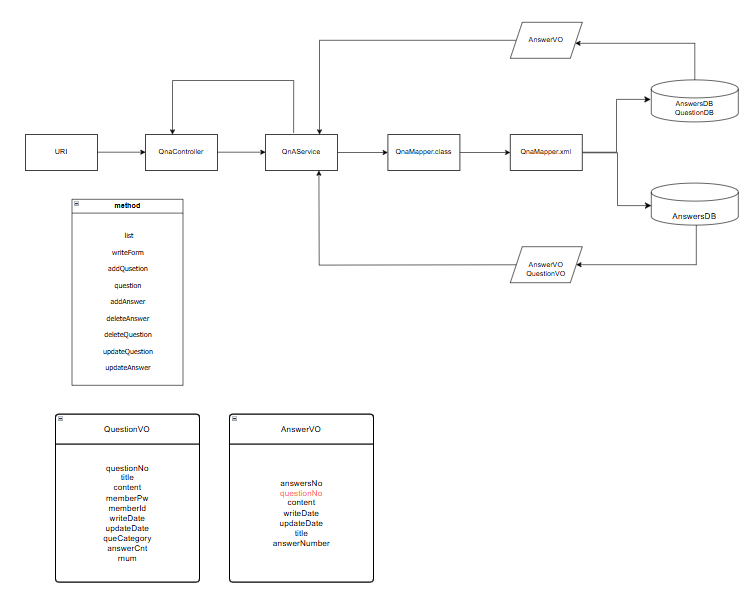 AnswerVO
AnswersDB
QuestionDB
URI
QnaController
QnAService
QnaMapper.class
QnaMapper.xml
AnswersDB
method
list
writeForm
addQusetion
question
addAnswer
deleteAnswer
deleteQuestion
updateQuestion
updateAnswer
AnswerVO
QuestionVO
QuestionVO
questionNo
title
content
memberPw
memberId
writeDate
updateDate
queCategory
answerCnt
rnum
AnswerVO
answersNo
questionNo
content
writeDate
updateDate
title
answerNumber